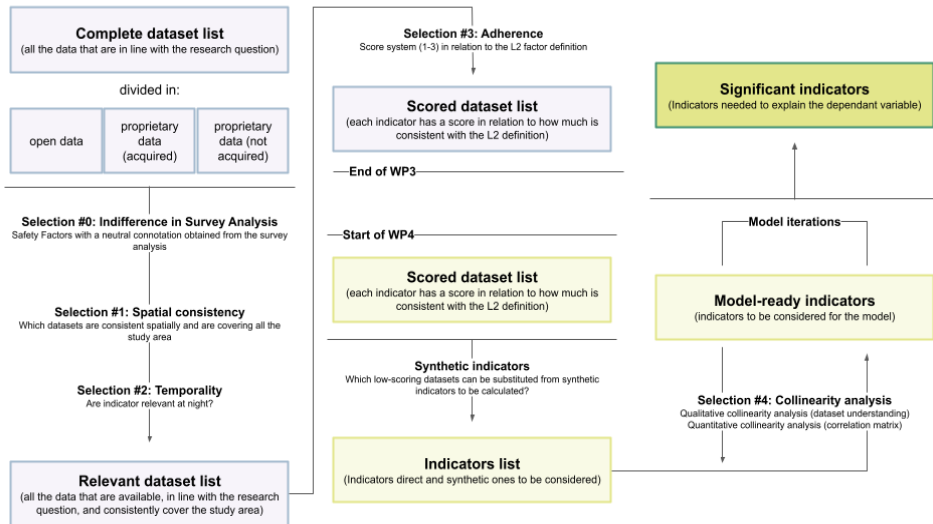 Complete dataset list
(all the data that are in line with the research question)
divided in:
open data
proprietary
data
(acquired)
proprietary
data (not
acquired)
Selection #0: Indifference in Survey Analysis
Safety Factors with a neutral connotation obtained from the survey
analysis
Selection #1: Spatial consistency
Which datasets are consistent spatially and are covering all the
study area
Selection #2: Temporality
Are indicator relevant at night?
Relevant dataset list
(all the data that are available, in line with the research
question, and consistently cover the study area)
Selection #3: Adherence
Score system (1-3) in relation to the L2 factor definition
Scored dataset list
(each indicator has a score in relation to how much is
consistent with the L2 definition)
End of WP3
Start of WP4
Scored dataset list
(each indicator has a score in relation to how much is
consistent with the L2 definition)
Synthetic indicators
Which low-scoring datasets can be substituted from synthetic
indicators to be calculated?
Indicators list
(Indicators direct and synthetic ones to be considered)
Significant indicators
(Indicators needed to explain the dependant variable)
Model iterations
Model-ready indicators
(indicators to be considered for the model)
Selection #4: Collinearity analysis
Qualitative collinearity analysis (dataset understanding)
Quantitative collinearity analysis (correlation matrix)